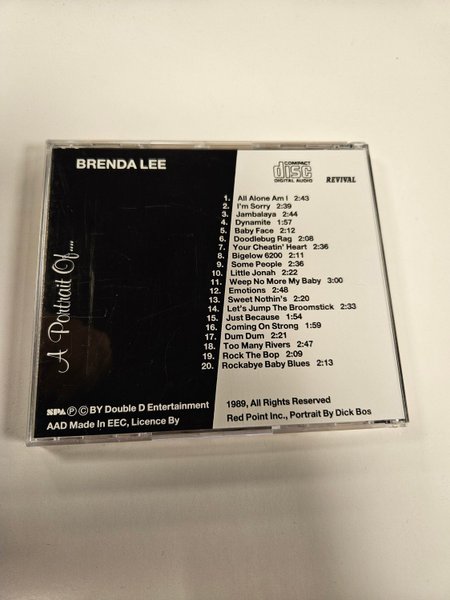 BRENDA LEE
A Portrait Of....
COMPACT
disc
DIGITAL AUDIO
REVIVAL
1. All Alone Am I 2:43
2. I'm Sorry 2:39
3. Jambalaya 2:44
4. Dynamite 1:57
5. Baby Face 2:12
6. Doodlebug Rag 2:08
7. Your Cheatin' Heart 2:36
8. Bigelow 6200 2:11
9. Some People 2:36
10. Little Jonah 2:22
11. Weep No More My Baby 3:00
12. Emotions 2:48
13. Sweet Nothin's 2:20
14. Let's Jump The Broomstick 2:33
15. Just Because 1:54
16. Coming On Strong 1:59
17. Dum Dum 2:21
18. Too Many Rivers 2:47
19. Rock The Bop 2:09
20. Rockabye Baby Blues 2:13
SPA Ⓟ © BY Double D Entertainment
AAD Made In EEC, Licence By
1989, All Rights Reserved
Red Point Inc., Portrait By Dick Bos